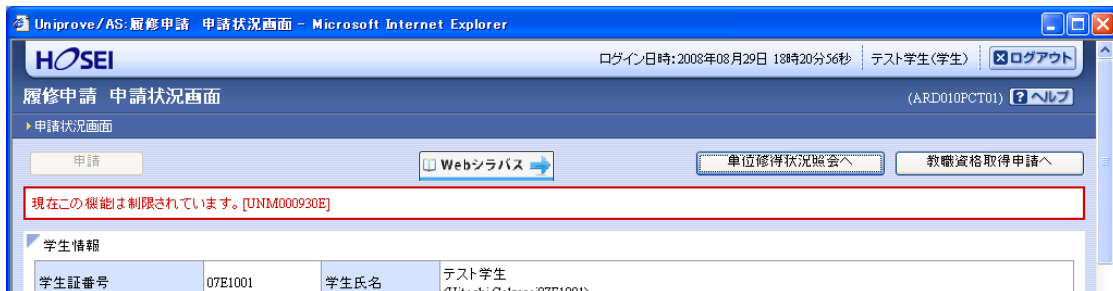 Uniprove/AS:履修申請 申請状況画面 - Microsoft Internet Explorer
HOSEI ログイン日時:2008年08月29日 18時20分56秒 テスト学生(学生) ログアウト
履修申請 申請状況画面 (ARD010PCT01) ? ヘルプ
申請状況画面
申請 Webシラバス 単位修得状況照会へ 教職資格取得申請へ
現在この機能は制限されています。[UNM000930E]
学生情報
学生証番号 07E1001 学生氏名 テスト学生